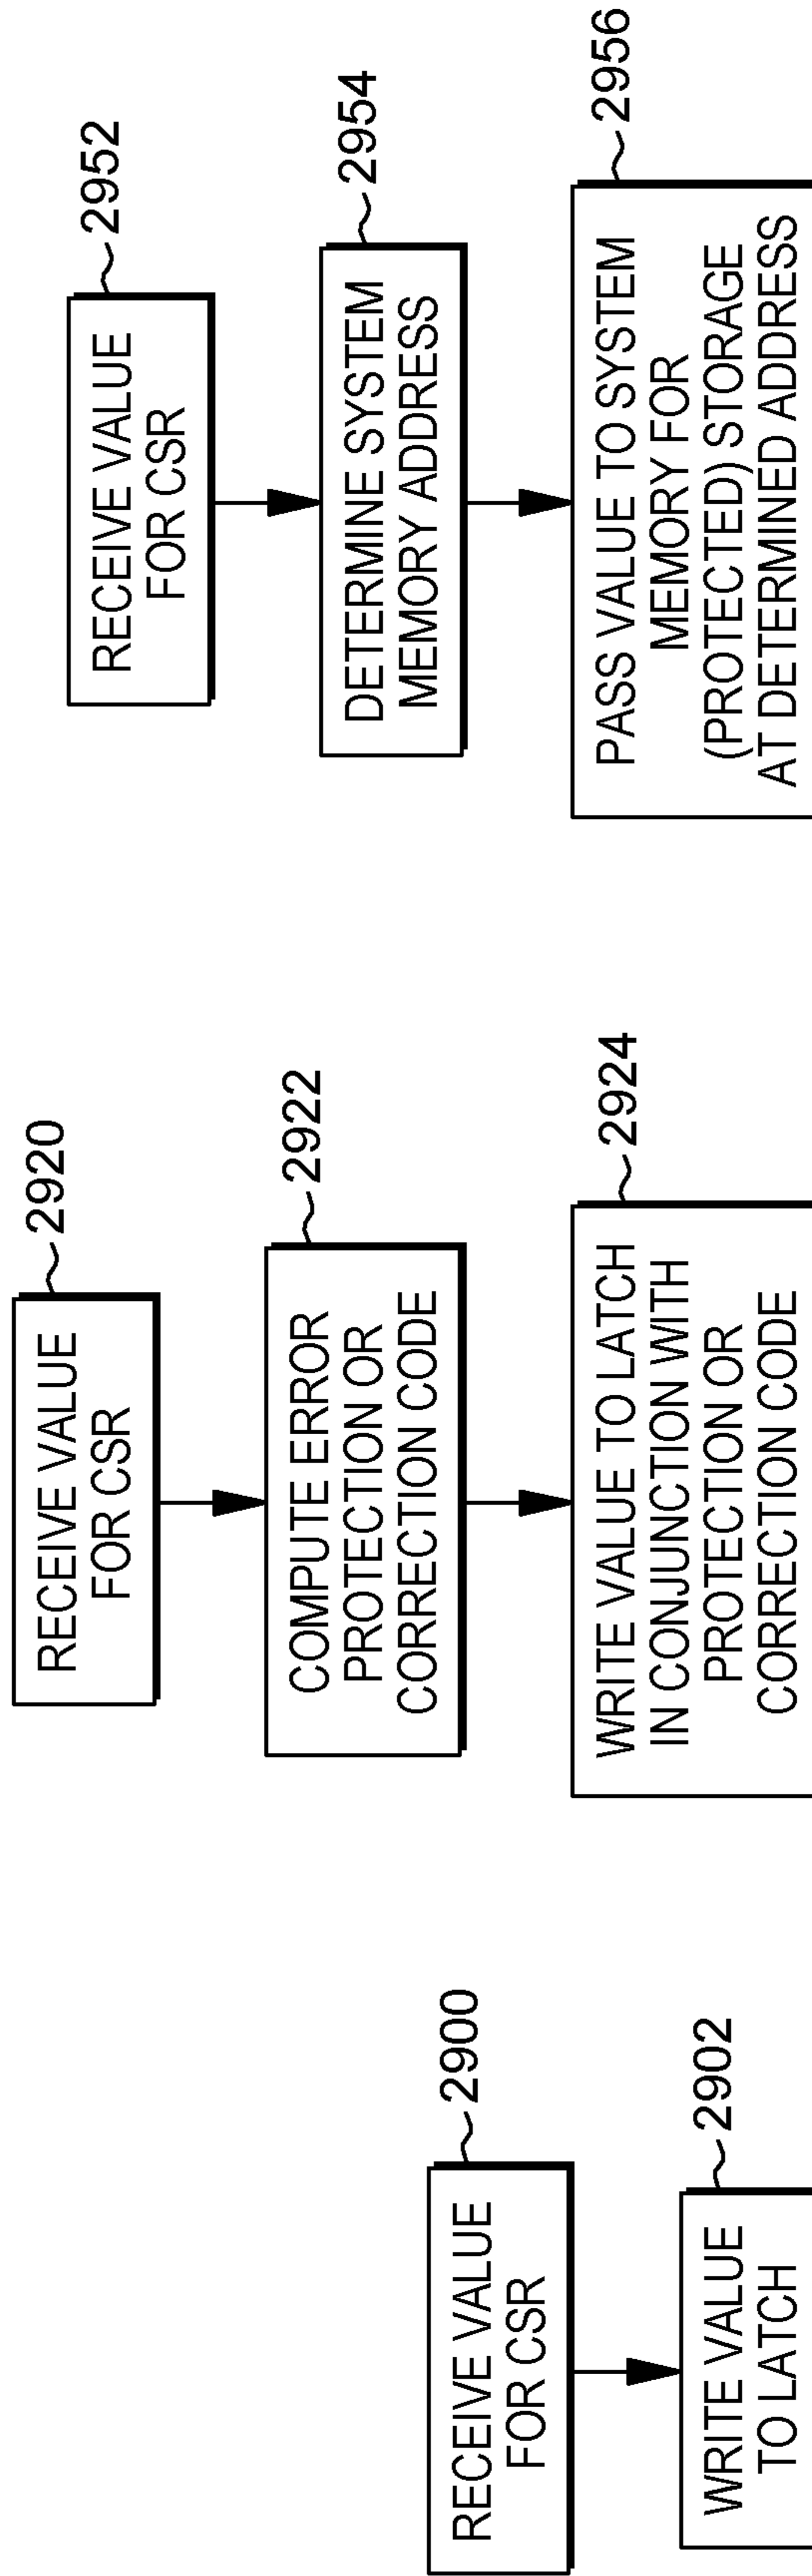 RECEIVE VALUE
FOR CSR
2900
WRITE VALUE
TO LATCH
2902
RECEIVE VALUE
FOR CSR
2920
COMPUTE ERROR
PROTECTION OR
CORRECTION CODE
2922
WRITE VALUE TO LATCH
IN CONJUNCTION WITH
PROTECTION OR
CORRECTION CODE
2924
RECEIVE VALUE
FOR CSR
2952
DETERMINE SYSTEM
MEMORY ADDRESS
2954
PASS VALUE TO SYSTEM
MEMORY FOR
(PROTECTED) STORAGE
AT DETERMINED ADDRESS
2956